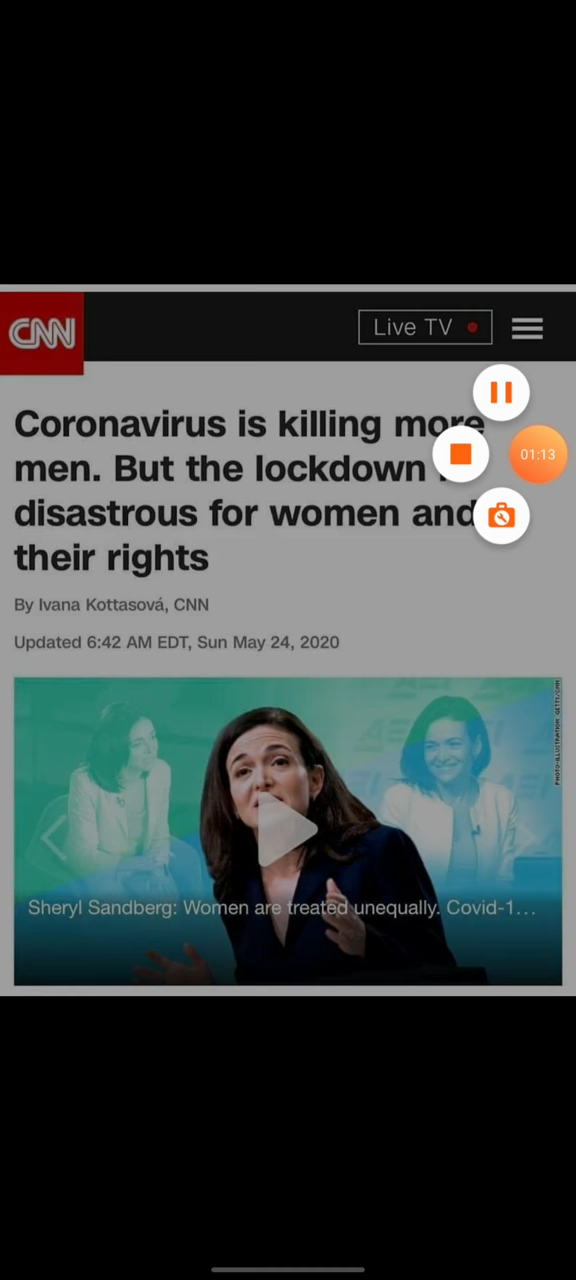 CNN
Live TV
Coronavirus is killing more
men. But the lockdown
disastrous for women and
their rights
By Ivana Kottasová, CNN
Updated 6:42 AM EDT, Sun May 24, 2020
01:13
PHOTO-ILLUSTRATION: GETTY/CNN
Sheryl Sandberg: Women are treated unequally. Covid-1...